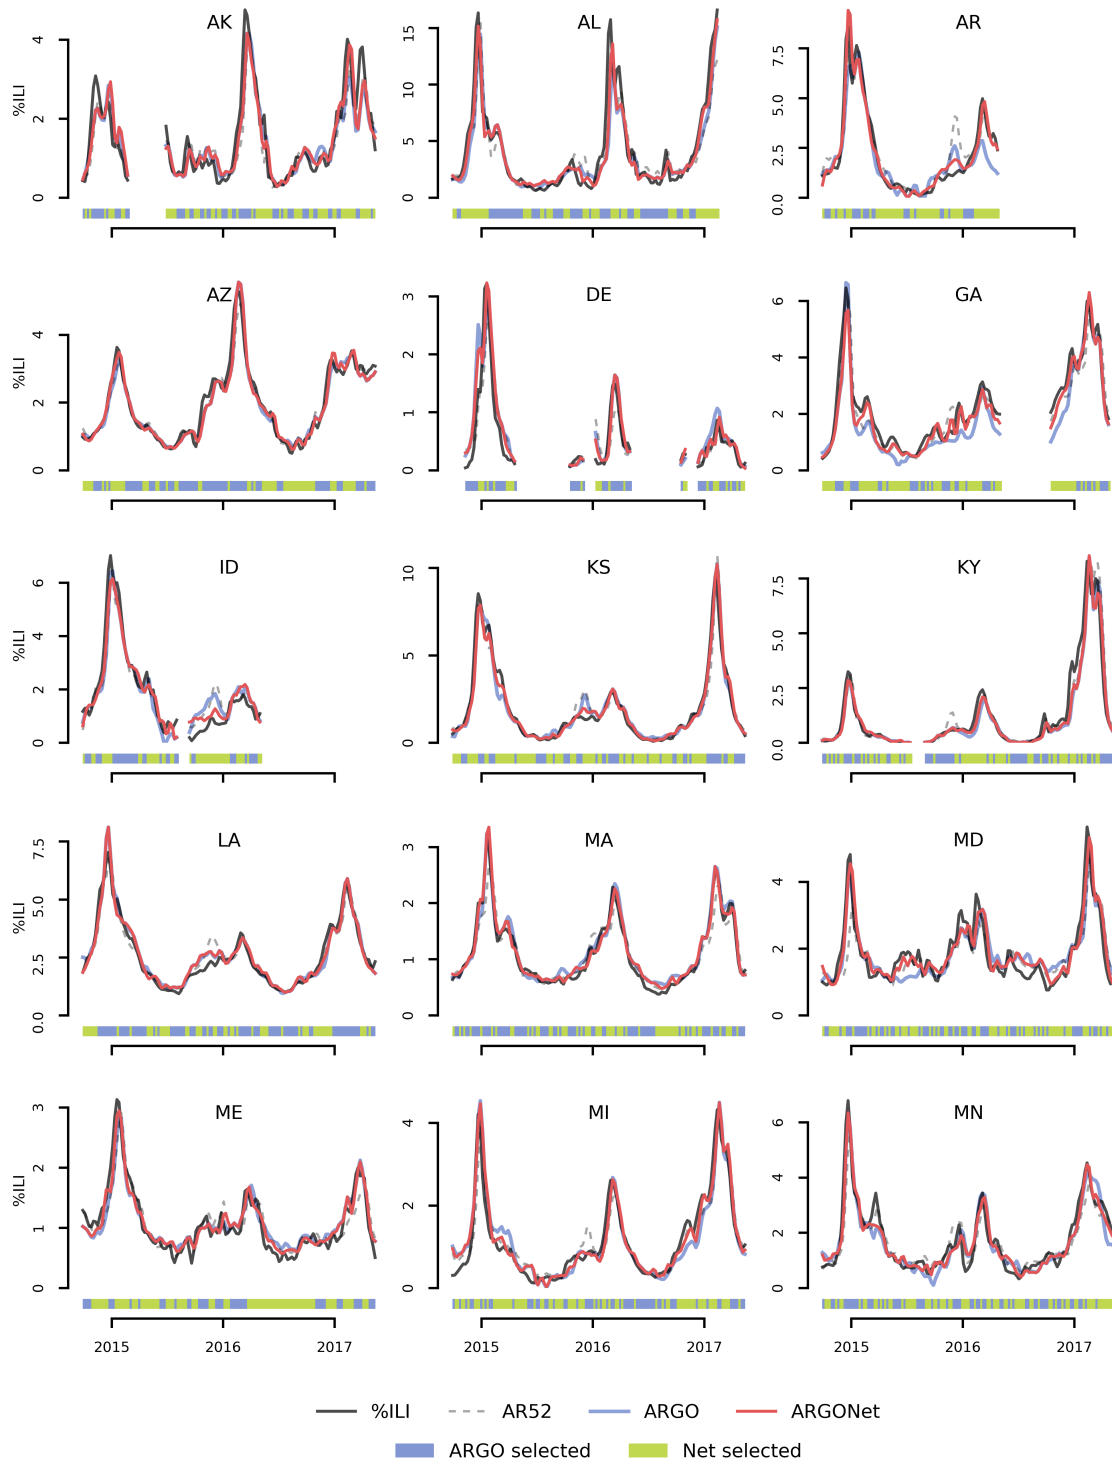 AK AL AR
%ILI
0 2 4
0 5 10 15
0.0 2.5 5.0 7.5
AZ DE GA
%ILI
0 2 4
0 1 2 3
0 2 4 6
ID KS KY
%ILI
0 2 4 6
0 5 10
0.0 2.5 5.0 7.5
LA MA MD
%ILI
0.0 2.5 5.0 7.5
0 1 2 3
0 2 4
ME MI MN
%ILI
0 1 2 3
0 2 4
0 2 4 6
2015 2016 2017 2015 2016 2017 2015 2016 2017
%ILI AR52 ARGO ARGONet
ARGO selected Net selected